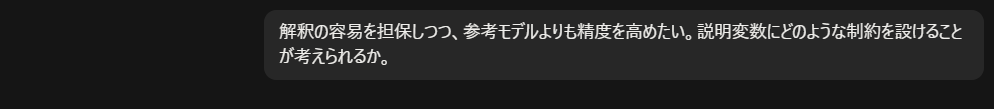 解釈の容易を担保しつつ、参考モデルよりも精度を高めたい。説明変数にどのような制約を設けること
が考えられるか。